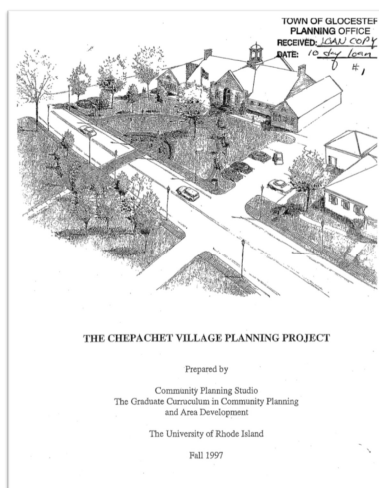 TOWN OF GLOCESTER
PLANNING OFFICE
RECEIVED: LOAN COPY
DATE: 10 day loan
# 1
THE CHEPACHET VILLAGE PLANNING PROJECT
Prepared by
Community Planning Studio
The Graduate Curruculum in Community Planning
and Area Development
The University of Rhode Island
Fall 1997